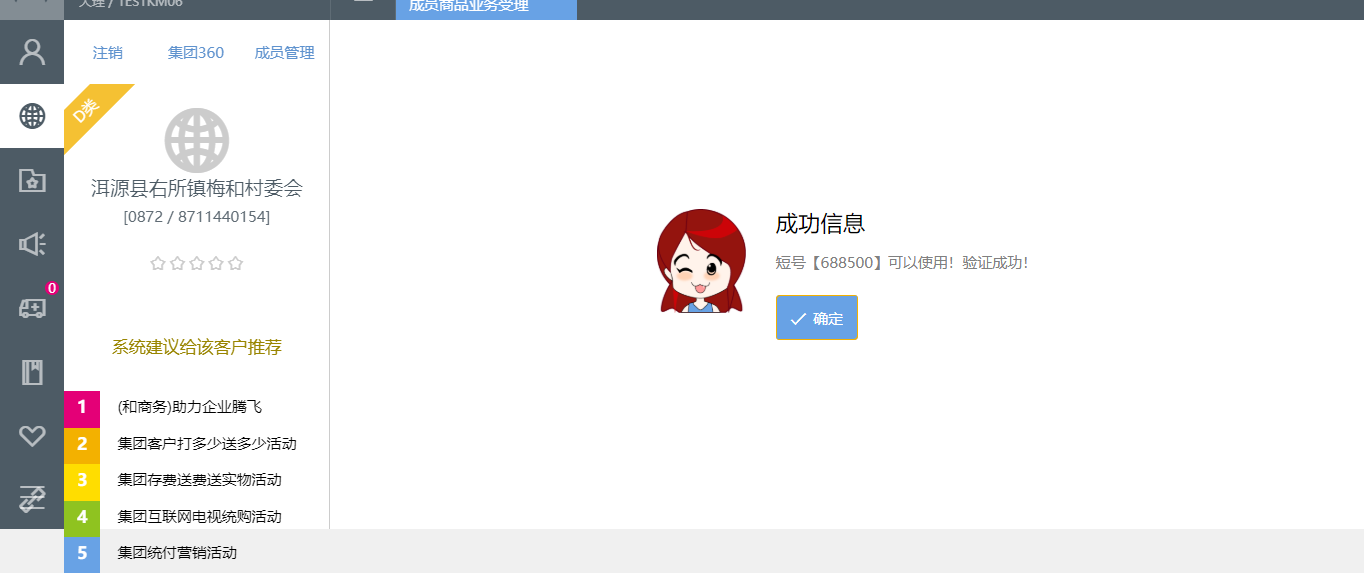 大理 / TESTKM06
成员商品业务受理
注销 集团360 成员管理
D类
洱源县右所镇梅和村委会
[0872 / 8711440154]
0
系统建议给该客户推荐
1 (和商务)助力企业腾飞
2 集团客户打多少送多少活动
3 集团存费送费送实物活动
4 集团互联网电视统购活动
5 集团统付营销活动
成功信息
短号【688500】可以使用！验证成功！
确定